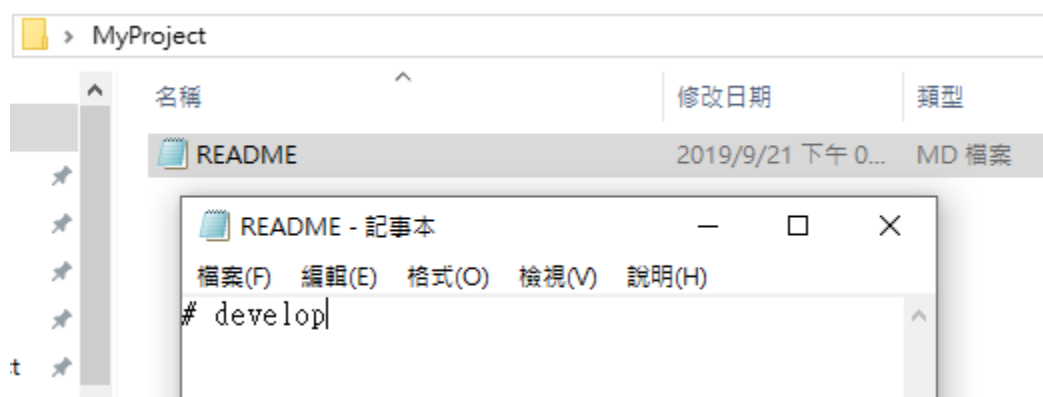 MyProject
名稱 修改日期 類型
README 2019/9/21 下午 0... MD 檔案
README - 記事本
檔案(F) 編輯(E) 格式(O) 檢視(V) 說明(H)
# develop